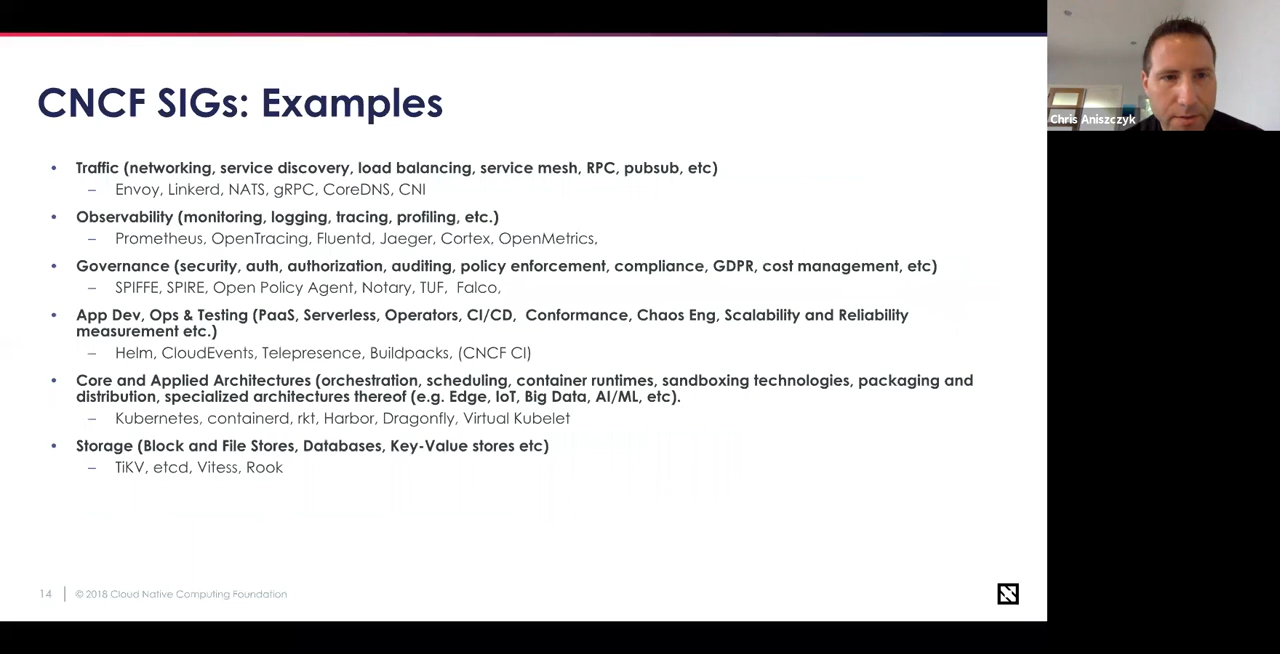 CNCF SIGs: Examples
Chris Aniszczyk
• Traffic (networking, service discovery, load balancing, service mesh, RPC, pubsub, etc)
– Envoy, Linkerd, NATS, gRPC, CoreDNS, CNI
• Observability (monitoring, logging, tracing, profiling, etc.)
– Prometheus, OpenTracing, Fluentd, Jaeger, Cortex, OpenMetrics,
• Governance (security, auth, authorization, auditing, policy enforcement, compliance, GDPR, cost management, etc)
– SPIFFE, SPIRE, Open Policy Agent, Notary, TUF,  Falco,
• App Dev, Ops & Testing (PaaS, Serverless, Operators, CI/CD,  Conformance, Chaos Eng, Scalability and Reliability
measurement etc.)
– Helm, CloudEvents, Telepresence, Buildpacks, (CNCF CI)
• Core and Applied Architectures (orchestration, scheduling, container runtimes, sandboxing technologies, packaging and
distribution, specialized architectures thereof (e.g. Edge, IoT, Big Data, AI/ML, etc).
– Kubernetes, containerd, rkt, Harbor, Dragonfly, Virtual Kubelet
• Storage (Block and File Stores, Databases, Key-Value stores etc)
– TiKV, etcd, Vitess, Rook
14 | © 2018 Cloud Native Computing Foundation